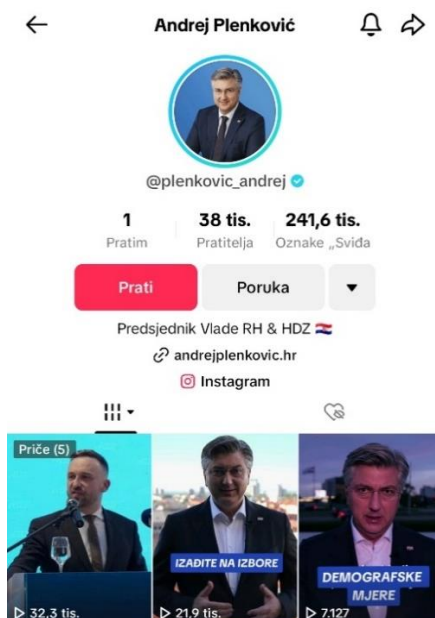 Andrej Plenković
@plenkovic_andrej
1 38 tis. 241,6 tis.
Pratim Pratitelja Oznake „Sviđa
Prati Poruka
Predsjednik Vlade RH & HDZ 🇭🇷
andrejplenkovic.hr
Instagram
Priče (5)
IZAĐITE NA IZBORE
DEMOGRAFSKE
MJERE
32,3 tis. 21,9 tis. 7.127